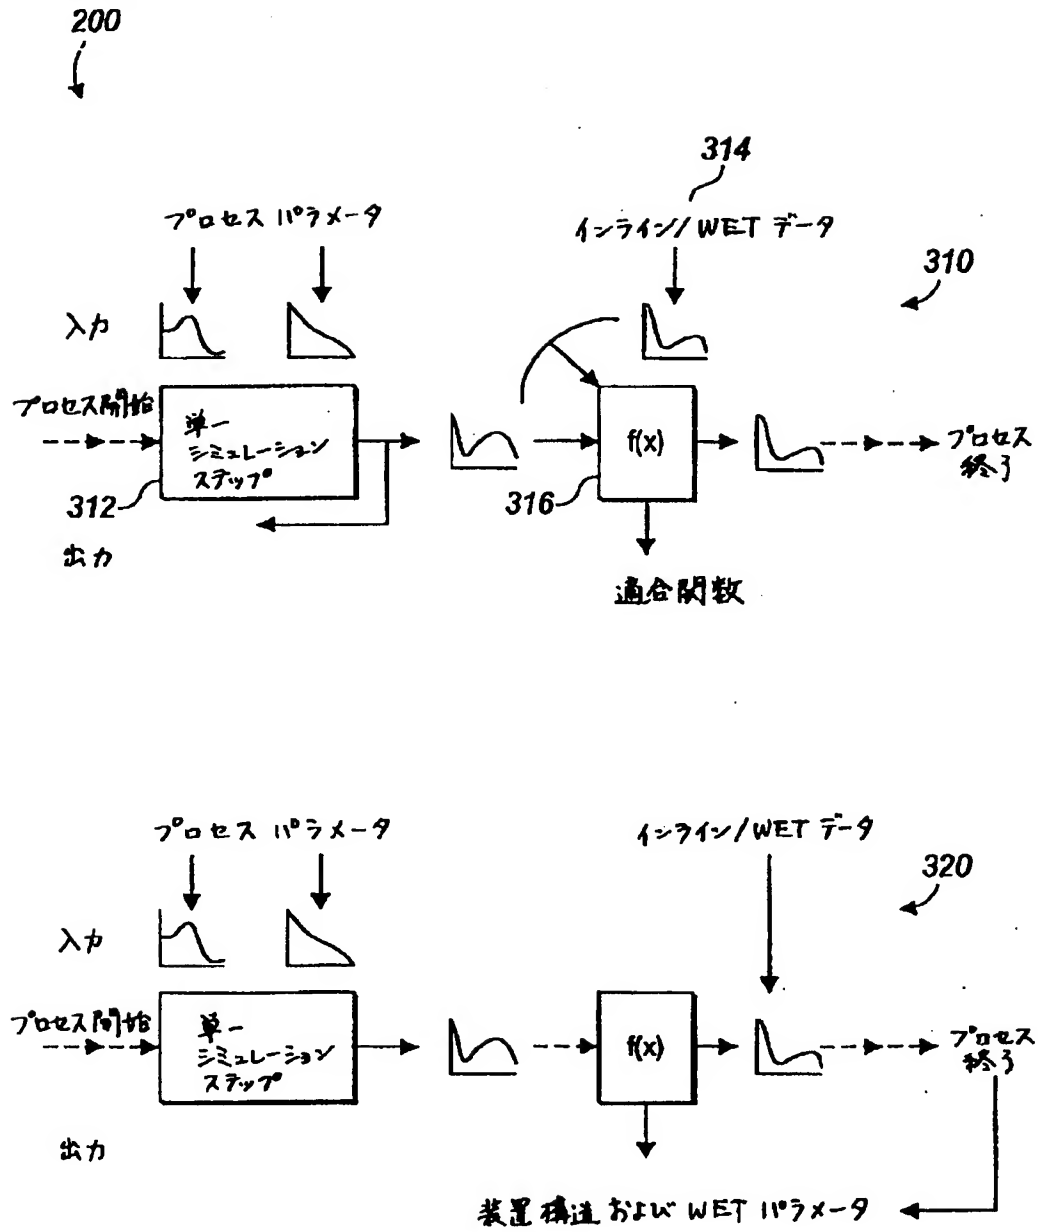 200
314
プロセス パラメータ
インライン/WET データ
310
入力
プロセス開始
単一
シミュレーション
ステップ
f(x)
プロセス
終了
312
316
出力
適合関数
プロセス パラメータ
インライン/WET データ
320
入力
プロセス開始
単一
シミュレーション
ステップ
f(x)
プロセス
終了
出力
装置構造 および WET パラメータ